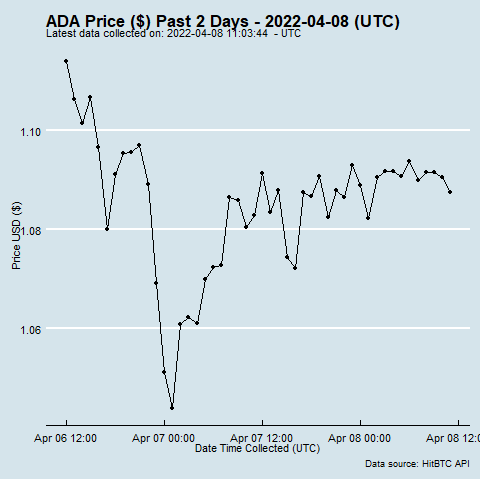 ADA Price ($) Past 2 Days - 2022-04-08 (UTC)
Latest data collected on: 2022-04-08 11:03:44 - UTC
1.10
1.08
1.06
Price USD ($)
Apr 06 12:00 Apr 07 00:00 Apr 07 12:00 Apr 08 00:00 Apr 08 12:00
Date Time Collected (UTC)
Data source: HitBTC API